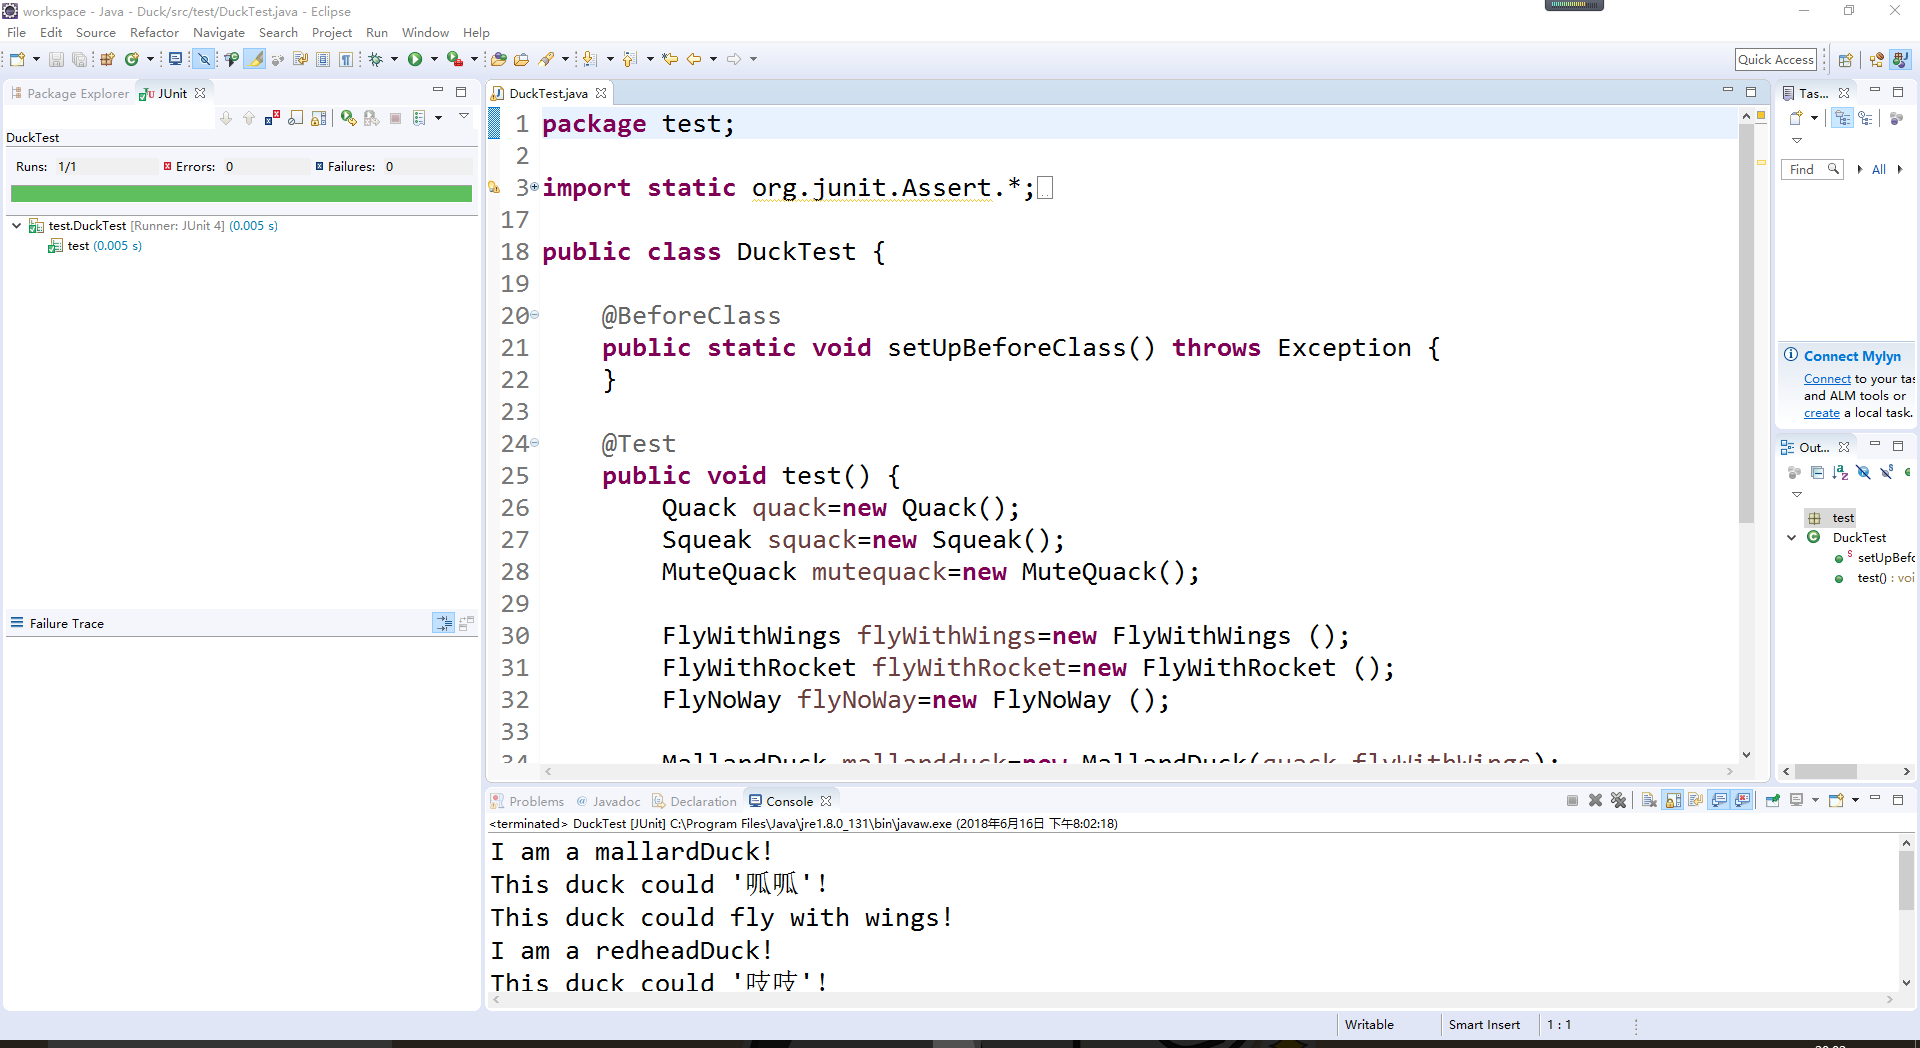 workspace - Java - Duck/src/test/DuckTest.java - Eclipse
File Edit Source Refactor Navigate Search Project Run Window Help
Quick Access
Package Explorer JUnit
DuckTest
Runs: 1/1 Errors: 0 Failures: 0
test.DuckTest [Runner: JUnit 4] (0.005 s)
test (0.005 s)
Failure Trace
DuckTest.java
1 package test;
2
3 import static org.junit.Assert.*;
17
18 public class DuckTest {
19
20 @BeforeClass
21 public static void setUpBeforeClass() throws Exception {
22 }
23
24 @Test
25 public void test() {
26 Quack quack=new Quack();
27 Squeak squack=new Squeak();
28 MuteQuack mutequack=new MuteQuack();
29
30 FlyWithWings flyWithWings=new FlyWithWings ();
31 FlyWithRocket flyWithRocket=new FlyWithRocket ();
32 FlyNoWay flyNoWay=new FlyNoWay ();
33
34 MallardDuck mallardduck=new MallardDuck(quack,flyWithWings);
Tas...
Find All
Connect Mylyn
Connect to your tas
and ALM tools or
create a local task.
Out...
test
DuckTest
setUpBefo
test() : voi
Problems @ Javadoc Declaration Console
<terminated> DuckTest [JUnit] C:\Program Files\Java\jre1.8.0_131\bin\javaw.exe (2018年6月16日 下午8:02:18)
I am a mallardDuck!
This duck could '呱呱'!
This duck could fly with wings!
I am a redheadDuck!
This duck could '吱吱'!
Writable Smart Insert 1 : 1